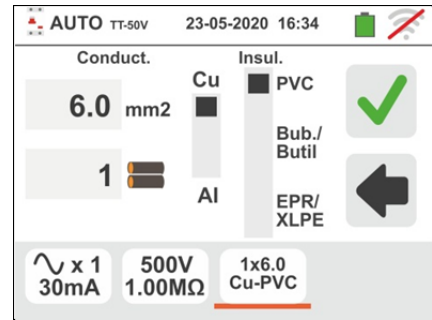 AUTO TT-50V 23-05-2020 16:34
Conduct.
Insul.
Cu
PVC
6.0 mm2
Bub./
Butil
1
Al
EPR/
XLPE
x 1
30mA
500V
1.00MΩ
1x6.0
Cu-PVC